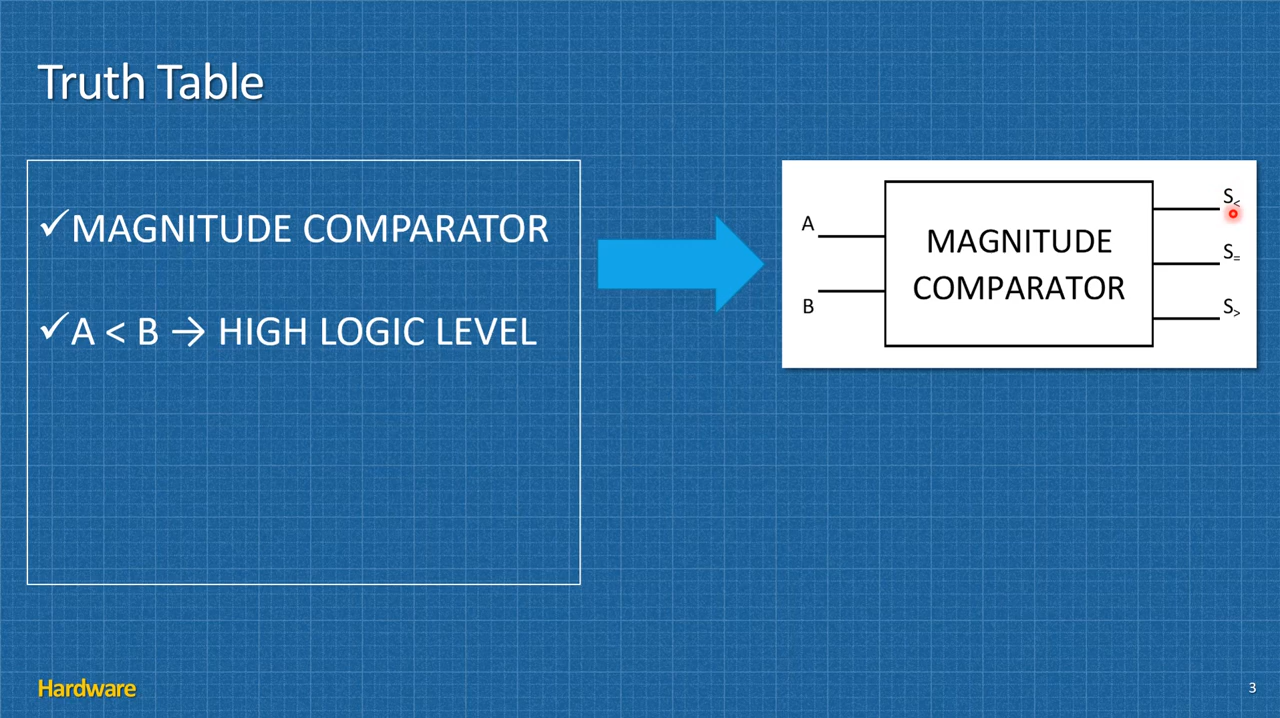 Truth Table
✓MAGNITUDE COMPARATOR
✓A < B → HIGH LOGIC LEVEL
A
B
MAGNITUDE
COMPARATOR
S<
S=
S>
Hardware
3